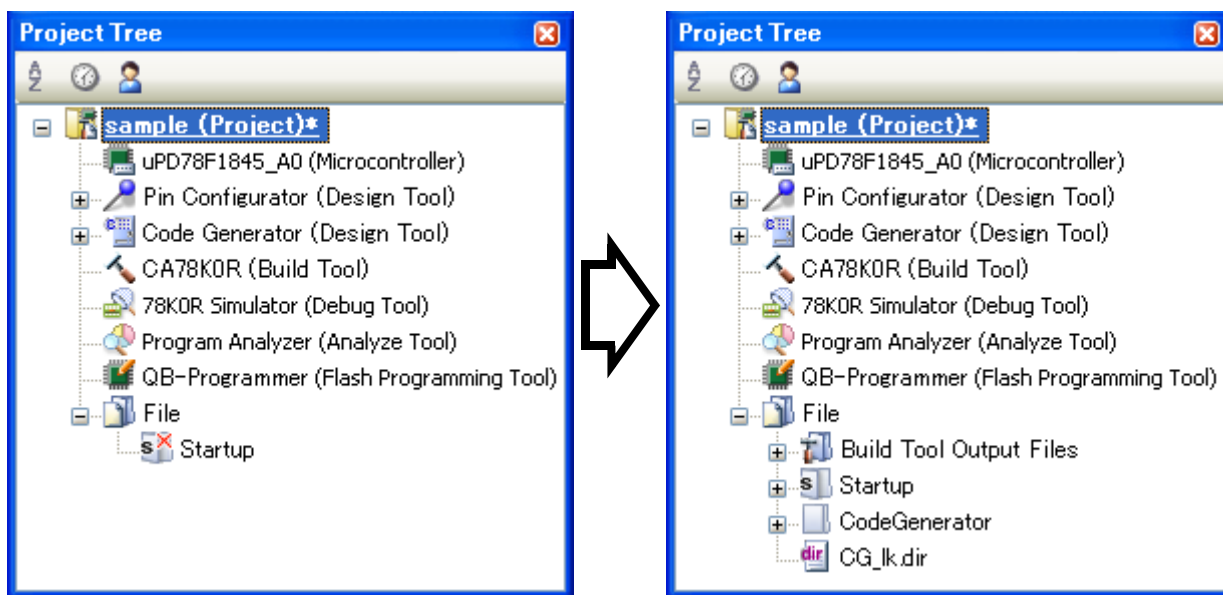 Project Tree
sample (Project)*
uPD78F1845_A0 (Microcontroller)
Pin Configurator (Design Tool)
Code Generator (Design Tool)
CA78K0R (Build Tool)
78K0R Simulator (Debug Tool)
Program Analyzer (Analyze Tool)
QB-Programmer (Flash Programming Tool)
File
Startup
Project Tree
sample (Project)*
uPD78F1845_A0 (Microcontroller)
Pin Configurator (Design Tool)
Code Generator (Design Tool)
CA78K0R (Build Tool)
78K0R Simulator (Debug Tool)
Program Analyzer (Analyze Tool)
QB-Programmer (Flash Programming Tool)
File
Build Tool Output Files
Startup
CodeGenerator
dir CG_lk.dir